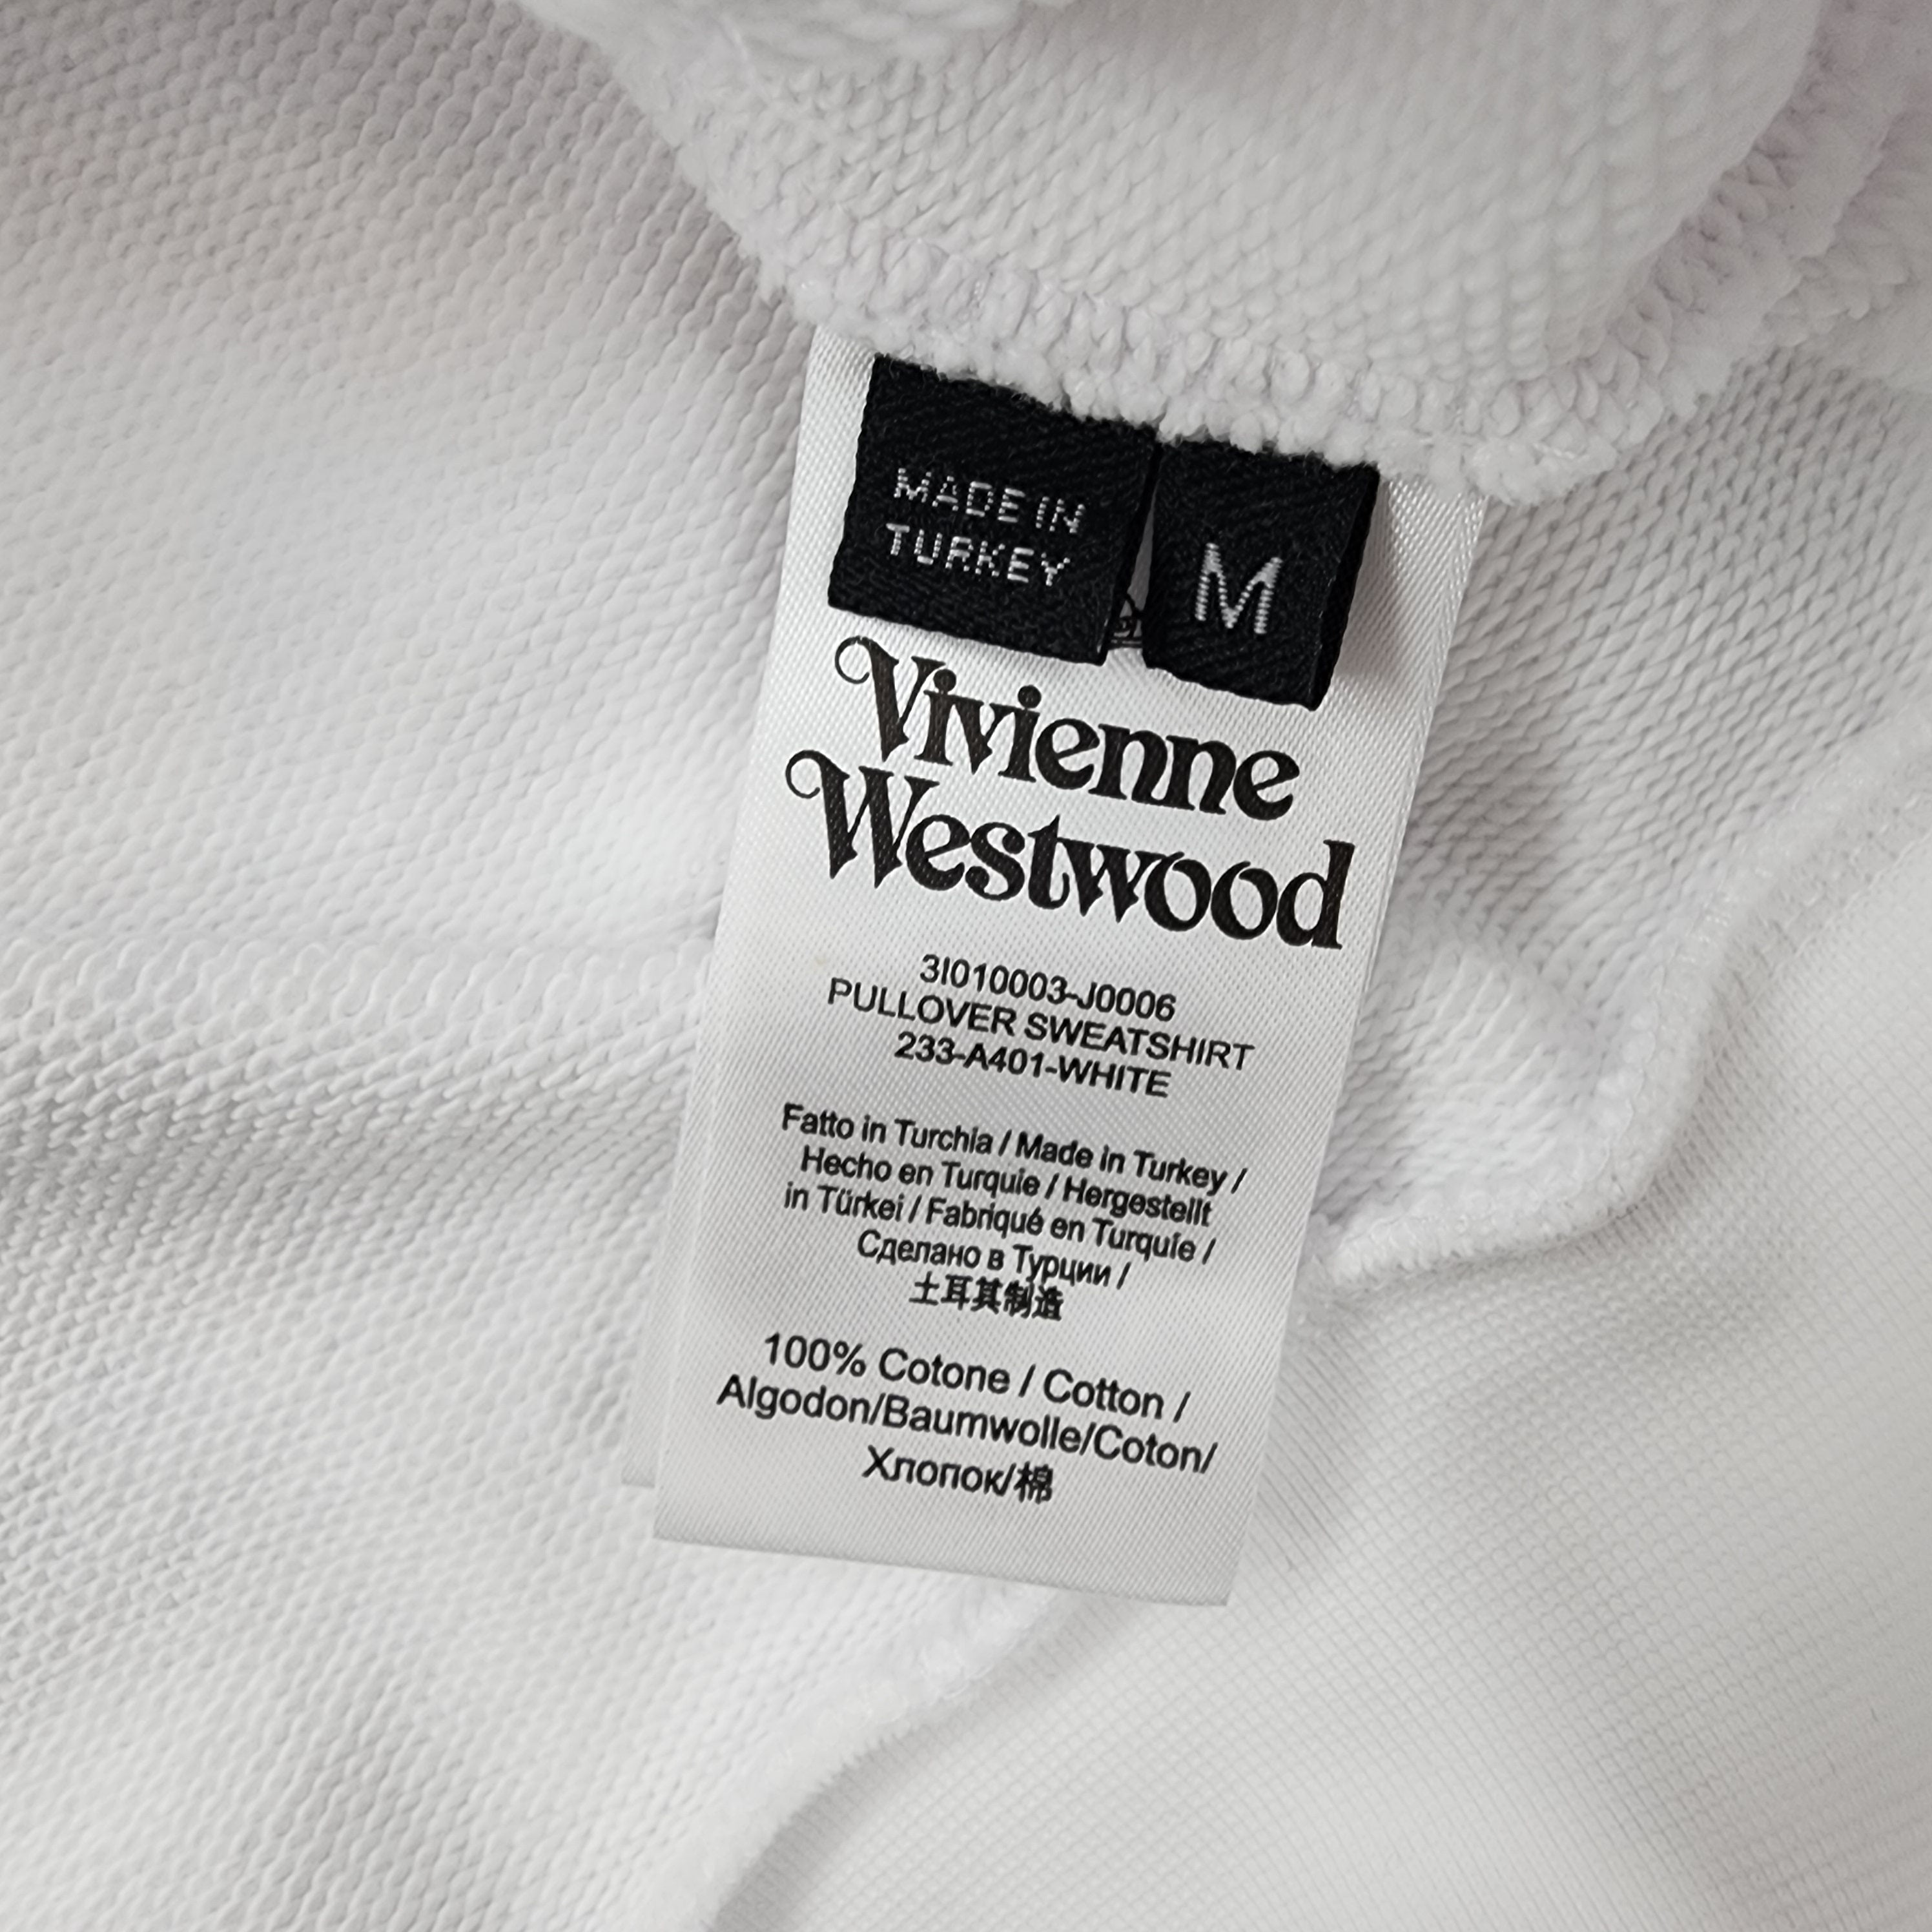 MADE IN
TURKEY
M
Vivienne
Westwood
3I010003-J0006
PULLOVER SWEATSHIRT
233-A401-WHITE
Fatto in Turchia / Made in Turkey /
Hecho en Turquie / Hergestellt
in Türkei / Fabriqué en Turquie /
Сделано в Турции /
土耳其制造
100% Cotone / Cotton /
Algodon/Baumwolle/Coton/
Хлопок/棉